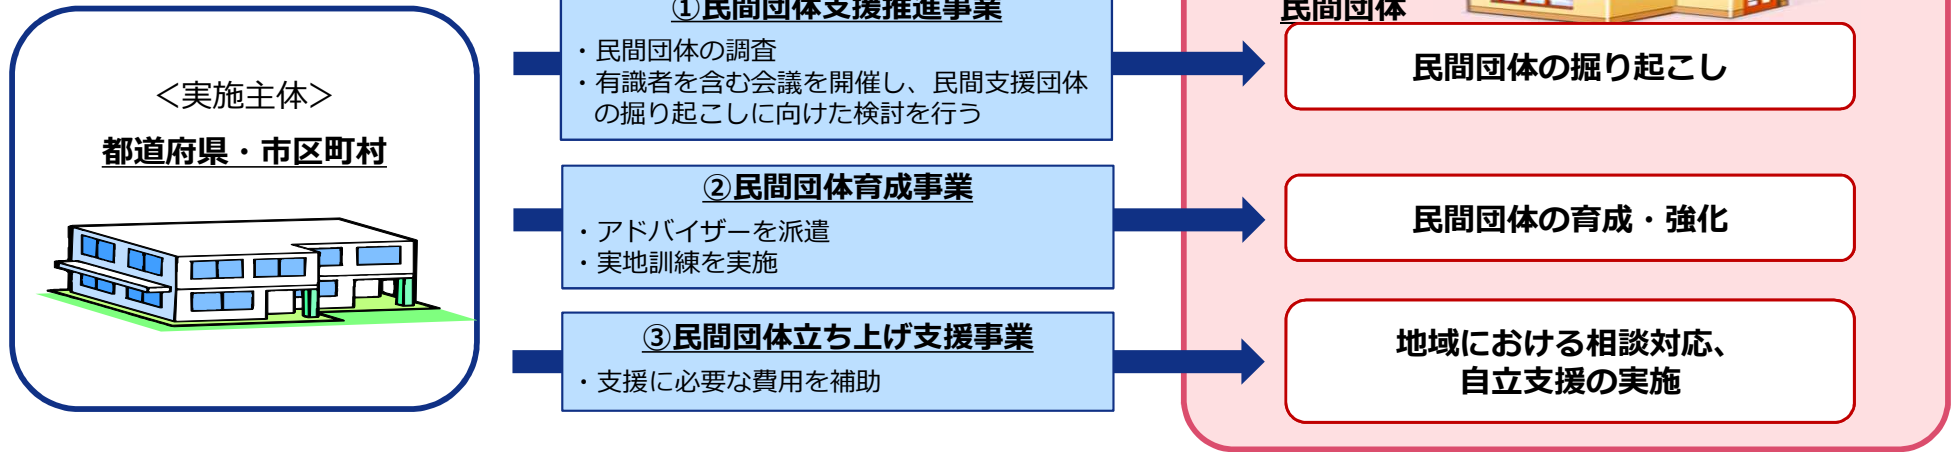 ＜実施主体＞
都道府県・市区町村
①民間団体支援推進事業
・民間団体の調査
・有識者を含む会議を開催し、民間支援団体
の掘り起こしに向けた検討を行う
②民間団体育成事業
・アドバイザーを派遣
・実地訓練を実施
③民間団体立ち上げ支援事業
・支援に必要な費用を補助
民間団体
民間団体の掘り起こし
民間団体の育成・強化
地域における相談対応、
自立支援の実施